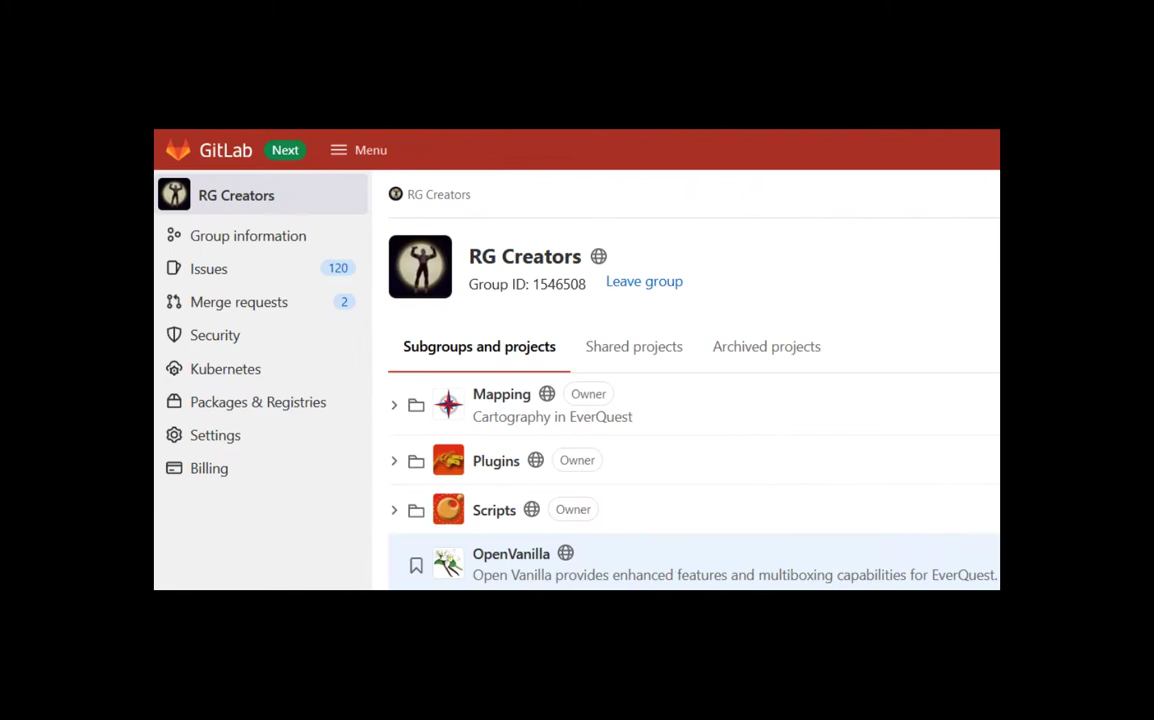 GitLab Next Menu
RG Creators
Group information
Issues 120
Merge requests 2
Security
Kubernetes
Packages & Registries
Settings
Billing
RG Creators
RG Creators
Group ID: 1546508 Leave group
Subgroups and projects Shared projects Archived projects
Mapping Owner
Cartography in EverQuest
Plugins Owner
Scripts Owner
OpenVanilla
Open Vanilla provides enhanced features and multiboxing capabilities for EverQuest.